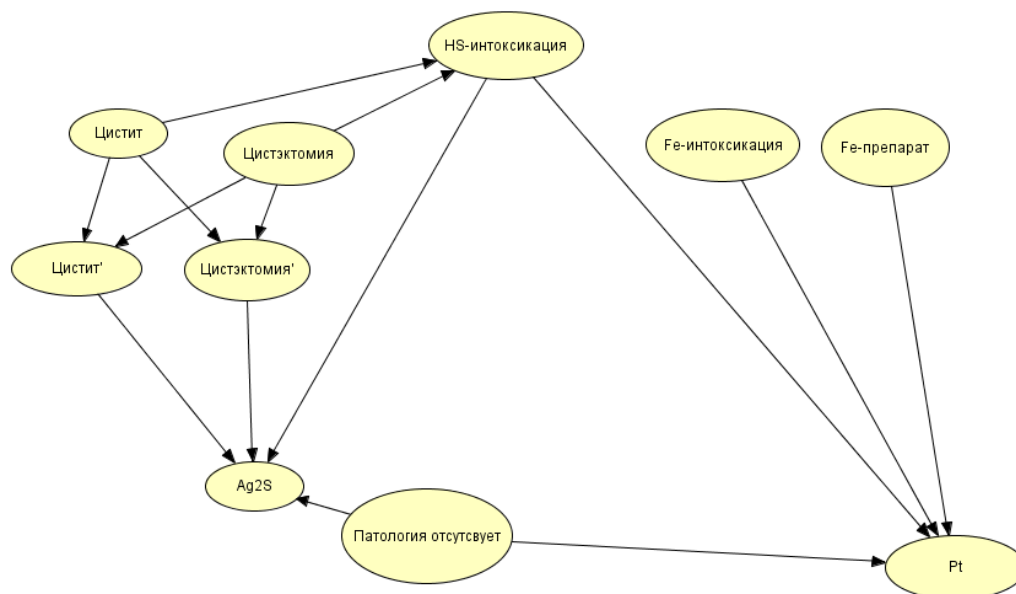 HS-интоксикация
Цистит
Цистэктомия
Fe-интоксикация
Fe-препарат
Цистит'
Цистэктомия'
Ag2S
Патология отсутсвует
Pt